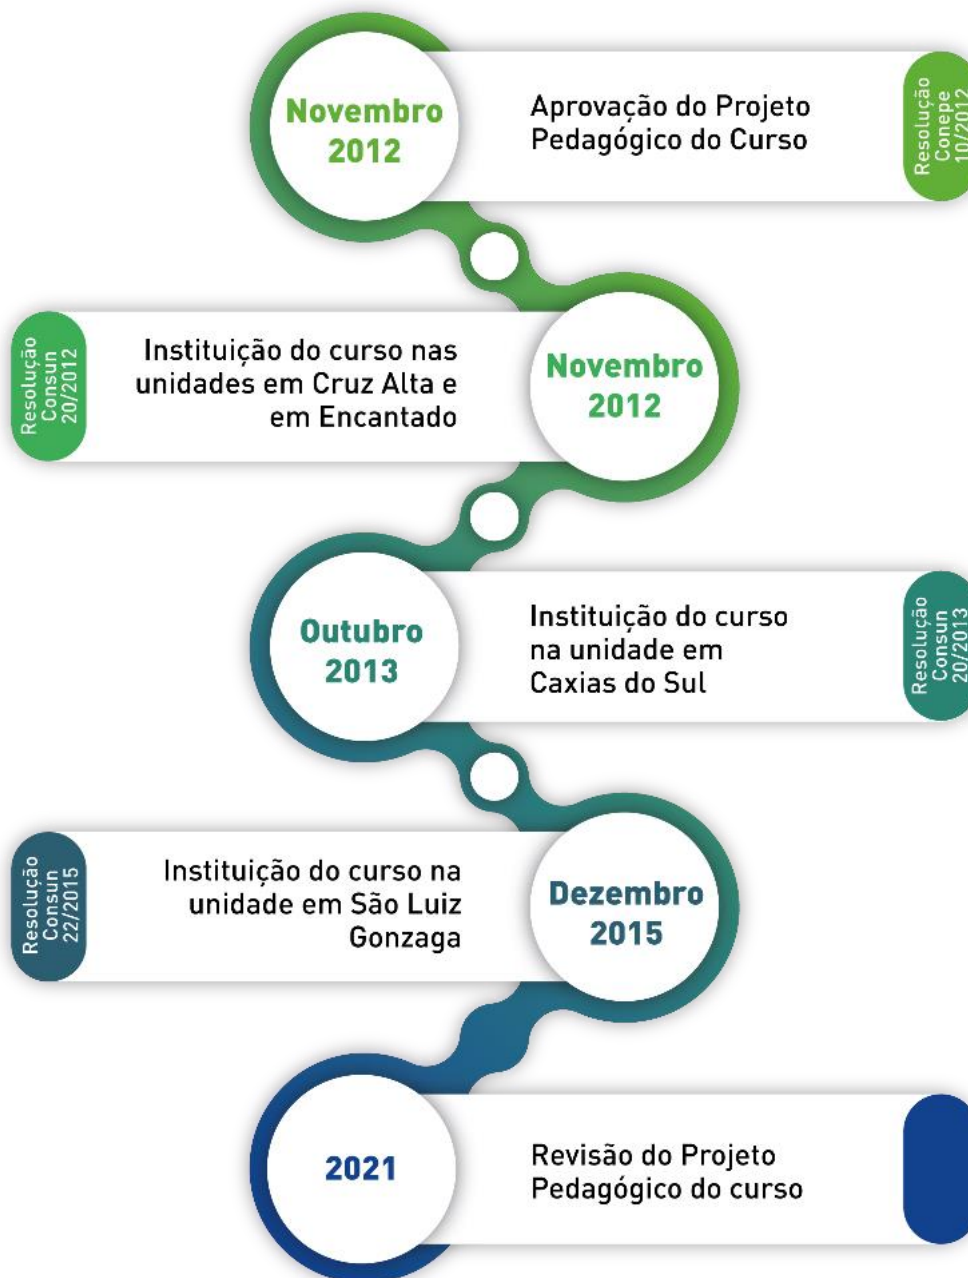 Novembro
2012
Aprovação do Projeto
Pedagógico do Curso
Resolução
Conepe
10/2012
Resolução
Consun
20/2012
Instituição do curso nas
unidades em Cruz Alta e
em Encantado
Novembro
2012
Outubro
2013
Instituição do curso
na unidade em
Caxias do Sul
Resolução
Consun
20/2013
Resolução
Consun
22/2015
Instituição do curso na
unidade em São Luiz
Gonzaga
Dezembro
2015
2021
Revisão do Projeto
Pedagógico do curso